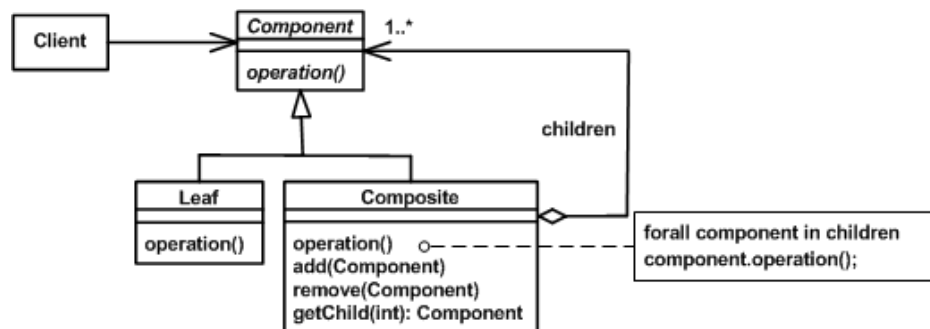 Client
Component
1..*
operation()
children
Leaf
Composite
operation()
operation()
add(Component)
remove(Component)
getChild(int): Component
forall component in children
component.operation();